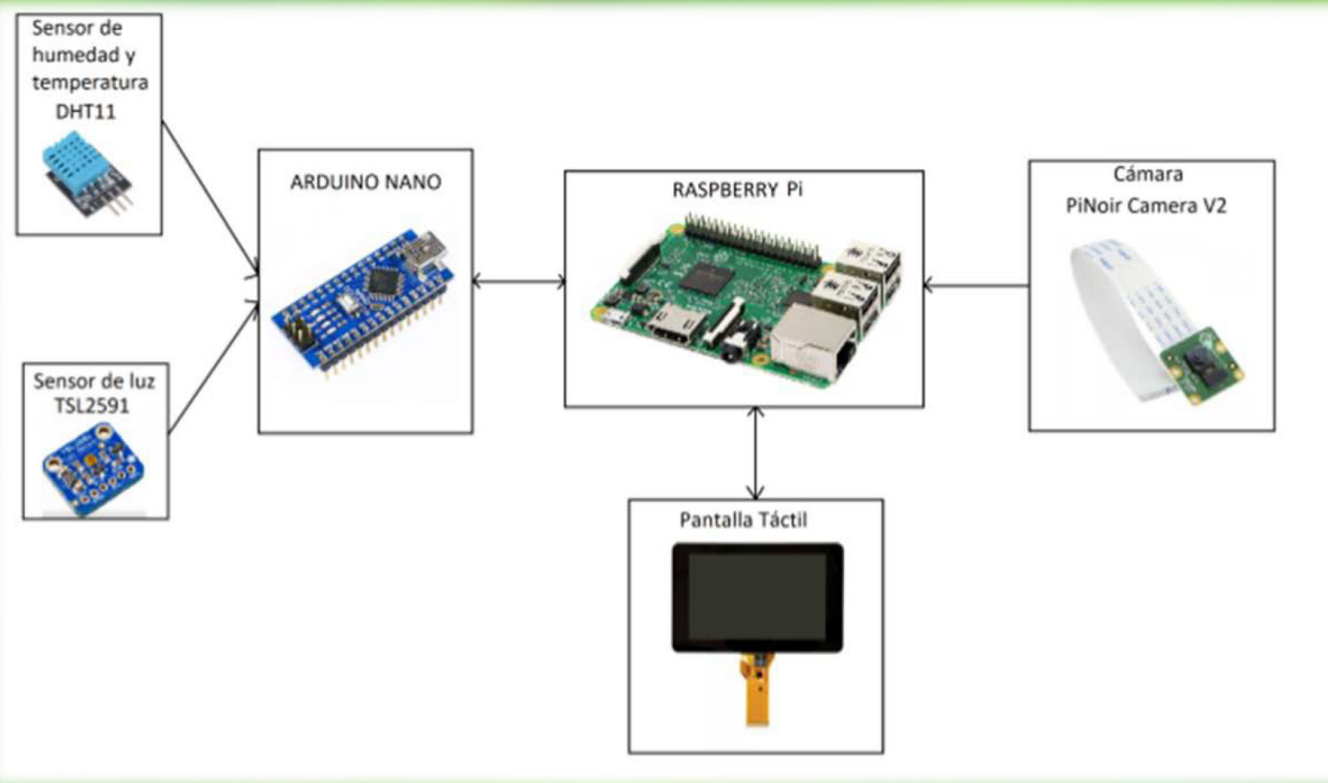 Sensor de
humedad y
temperatura
DHT11
ARDUINO NANO
RASPBERRY Pi
Cámara
PiNoir Camera V2
Sensor de luz
TSL2591
Pantalla Táctil